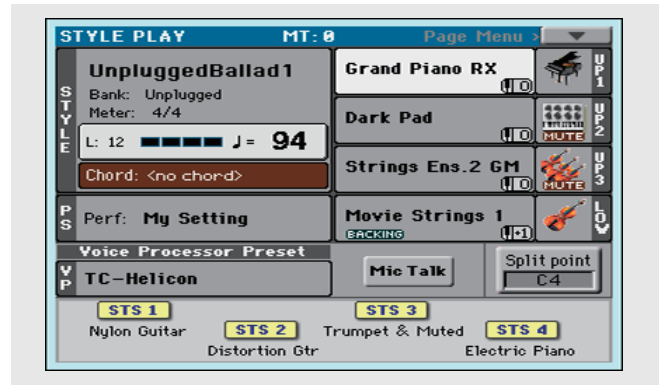 STYLE PLAY MT: 0 Page Menu >
STYLE
UnpluggedBallad1
Bank: Unplugged
Meter: 4/4
L: 12 ♩= 94
Chord: <no chord>
PS
Perf: My Setting
Voice Processor Preset
VP
TC-Helicon
Grand Piano RX
0
UP1
Dark Pad
0
MUTE
UP2
Strings Ens.2 GM
0
MUTE
UP3
Movie Strings 1
BACKING
+1
LOW
Mic Talk
Split point
C4
STS 1
Nylon Guitar
STS 2
Distortion Gtr
STS 3
Trumpet & Muted
STS 4
Electric Piano